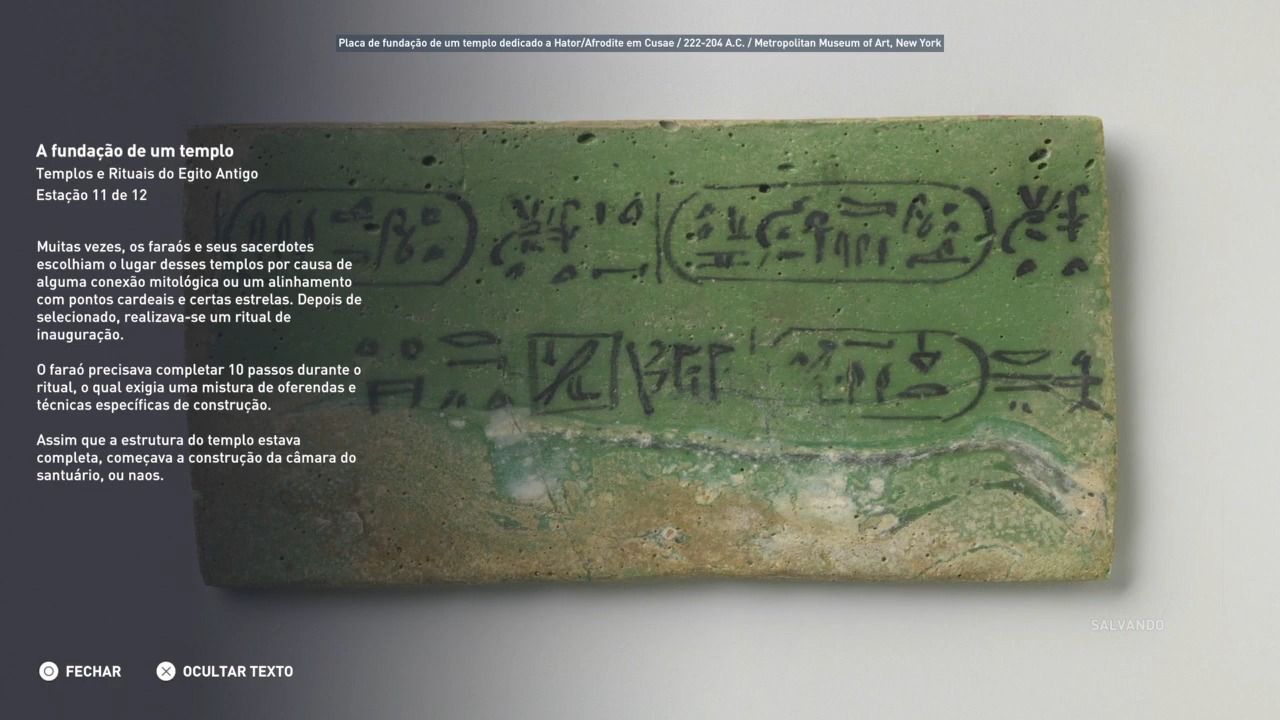 Placa de fundação de um templo dedicado a Hator/Afrodite em Cusae / 222-204 A.C. / Metropolitan Museum of Art, New York
A fundação de um templo
Templos e Rituais do Egito Antigo
Estação 11 de 12
Muitas vezes, os faraós e seus sacerdotes
escolhiam o lugar desses templos por causa de
alguma conexão mitológica ou um alinhamento
com pontos cardeais e certas estrelas. Depois de
selecionado, realizava-se um ritual de
inauguração.
O faraó precisava completar 10 passos durante o
ritual, o qual exigia uma mistura de oferendas e
técnicas específicas de construção.
Assim que a estrutura do templo estava
completa, começava a construção da câmara do
santuário, ou naos.
SALVANDO
FECHAR
OCULTAR TEXTO